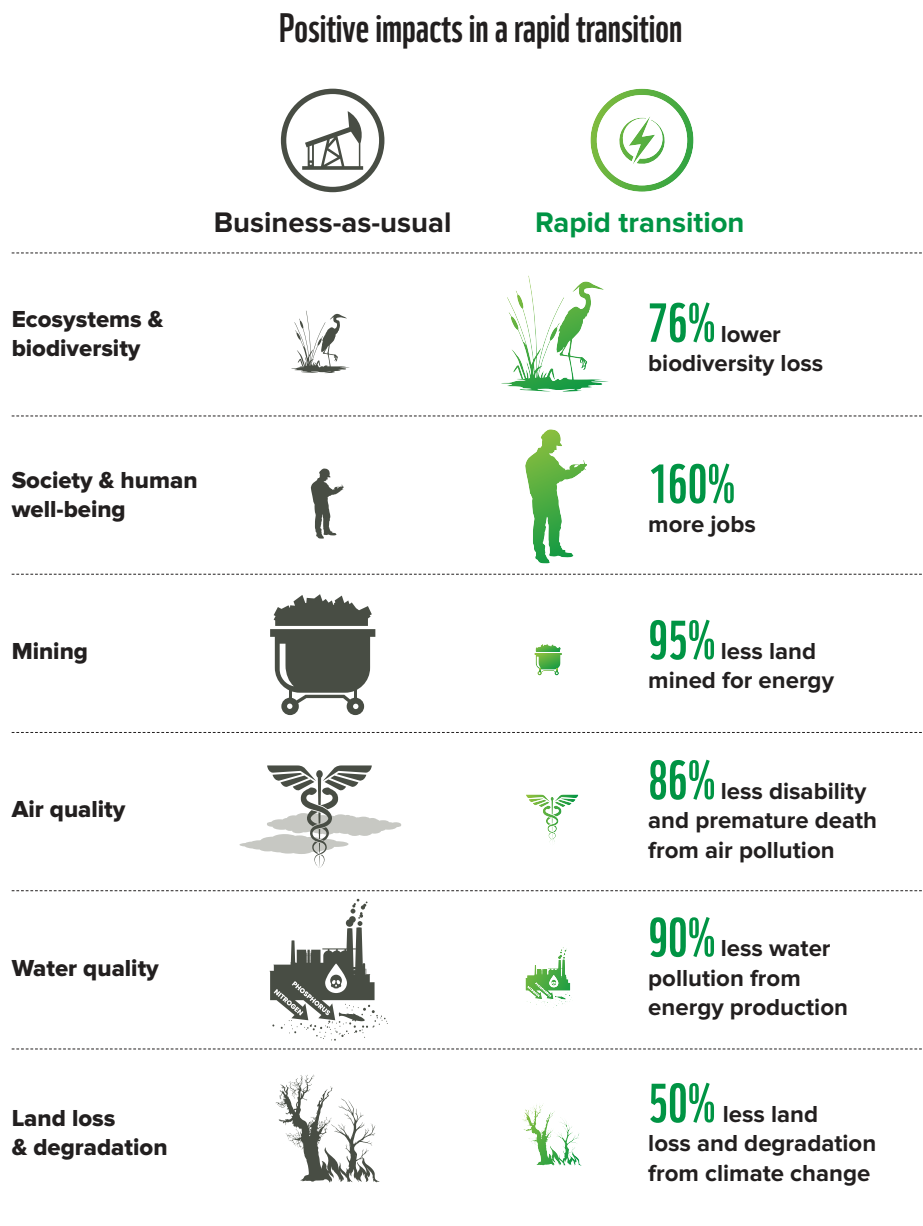 Positive impacts in a rapid transition
Business-as-usual
Rapid transition
Ecosystems &
biodiversity
76% lower
biodiversity loss
Society & human
well-being
160%
more jobs
Mining
95% less land
mined for energy
Air quality
86% less disability
and premature death
from air pollution
Water quality
PHOSPHORUS
NITROGEN
90% less water
pollution from
energy production
Land loss
& degradation
50% less land
loss and degradation
from climate change